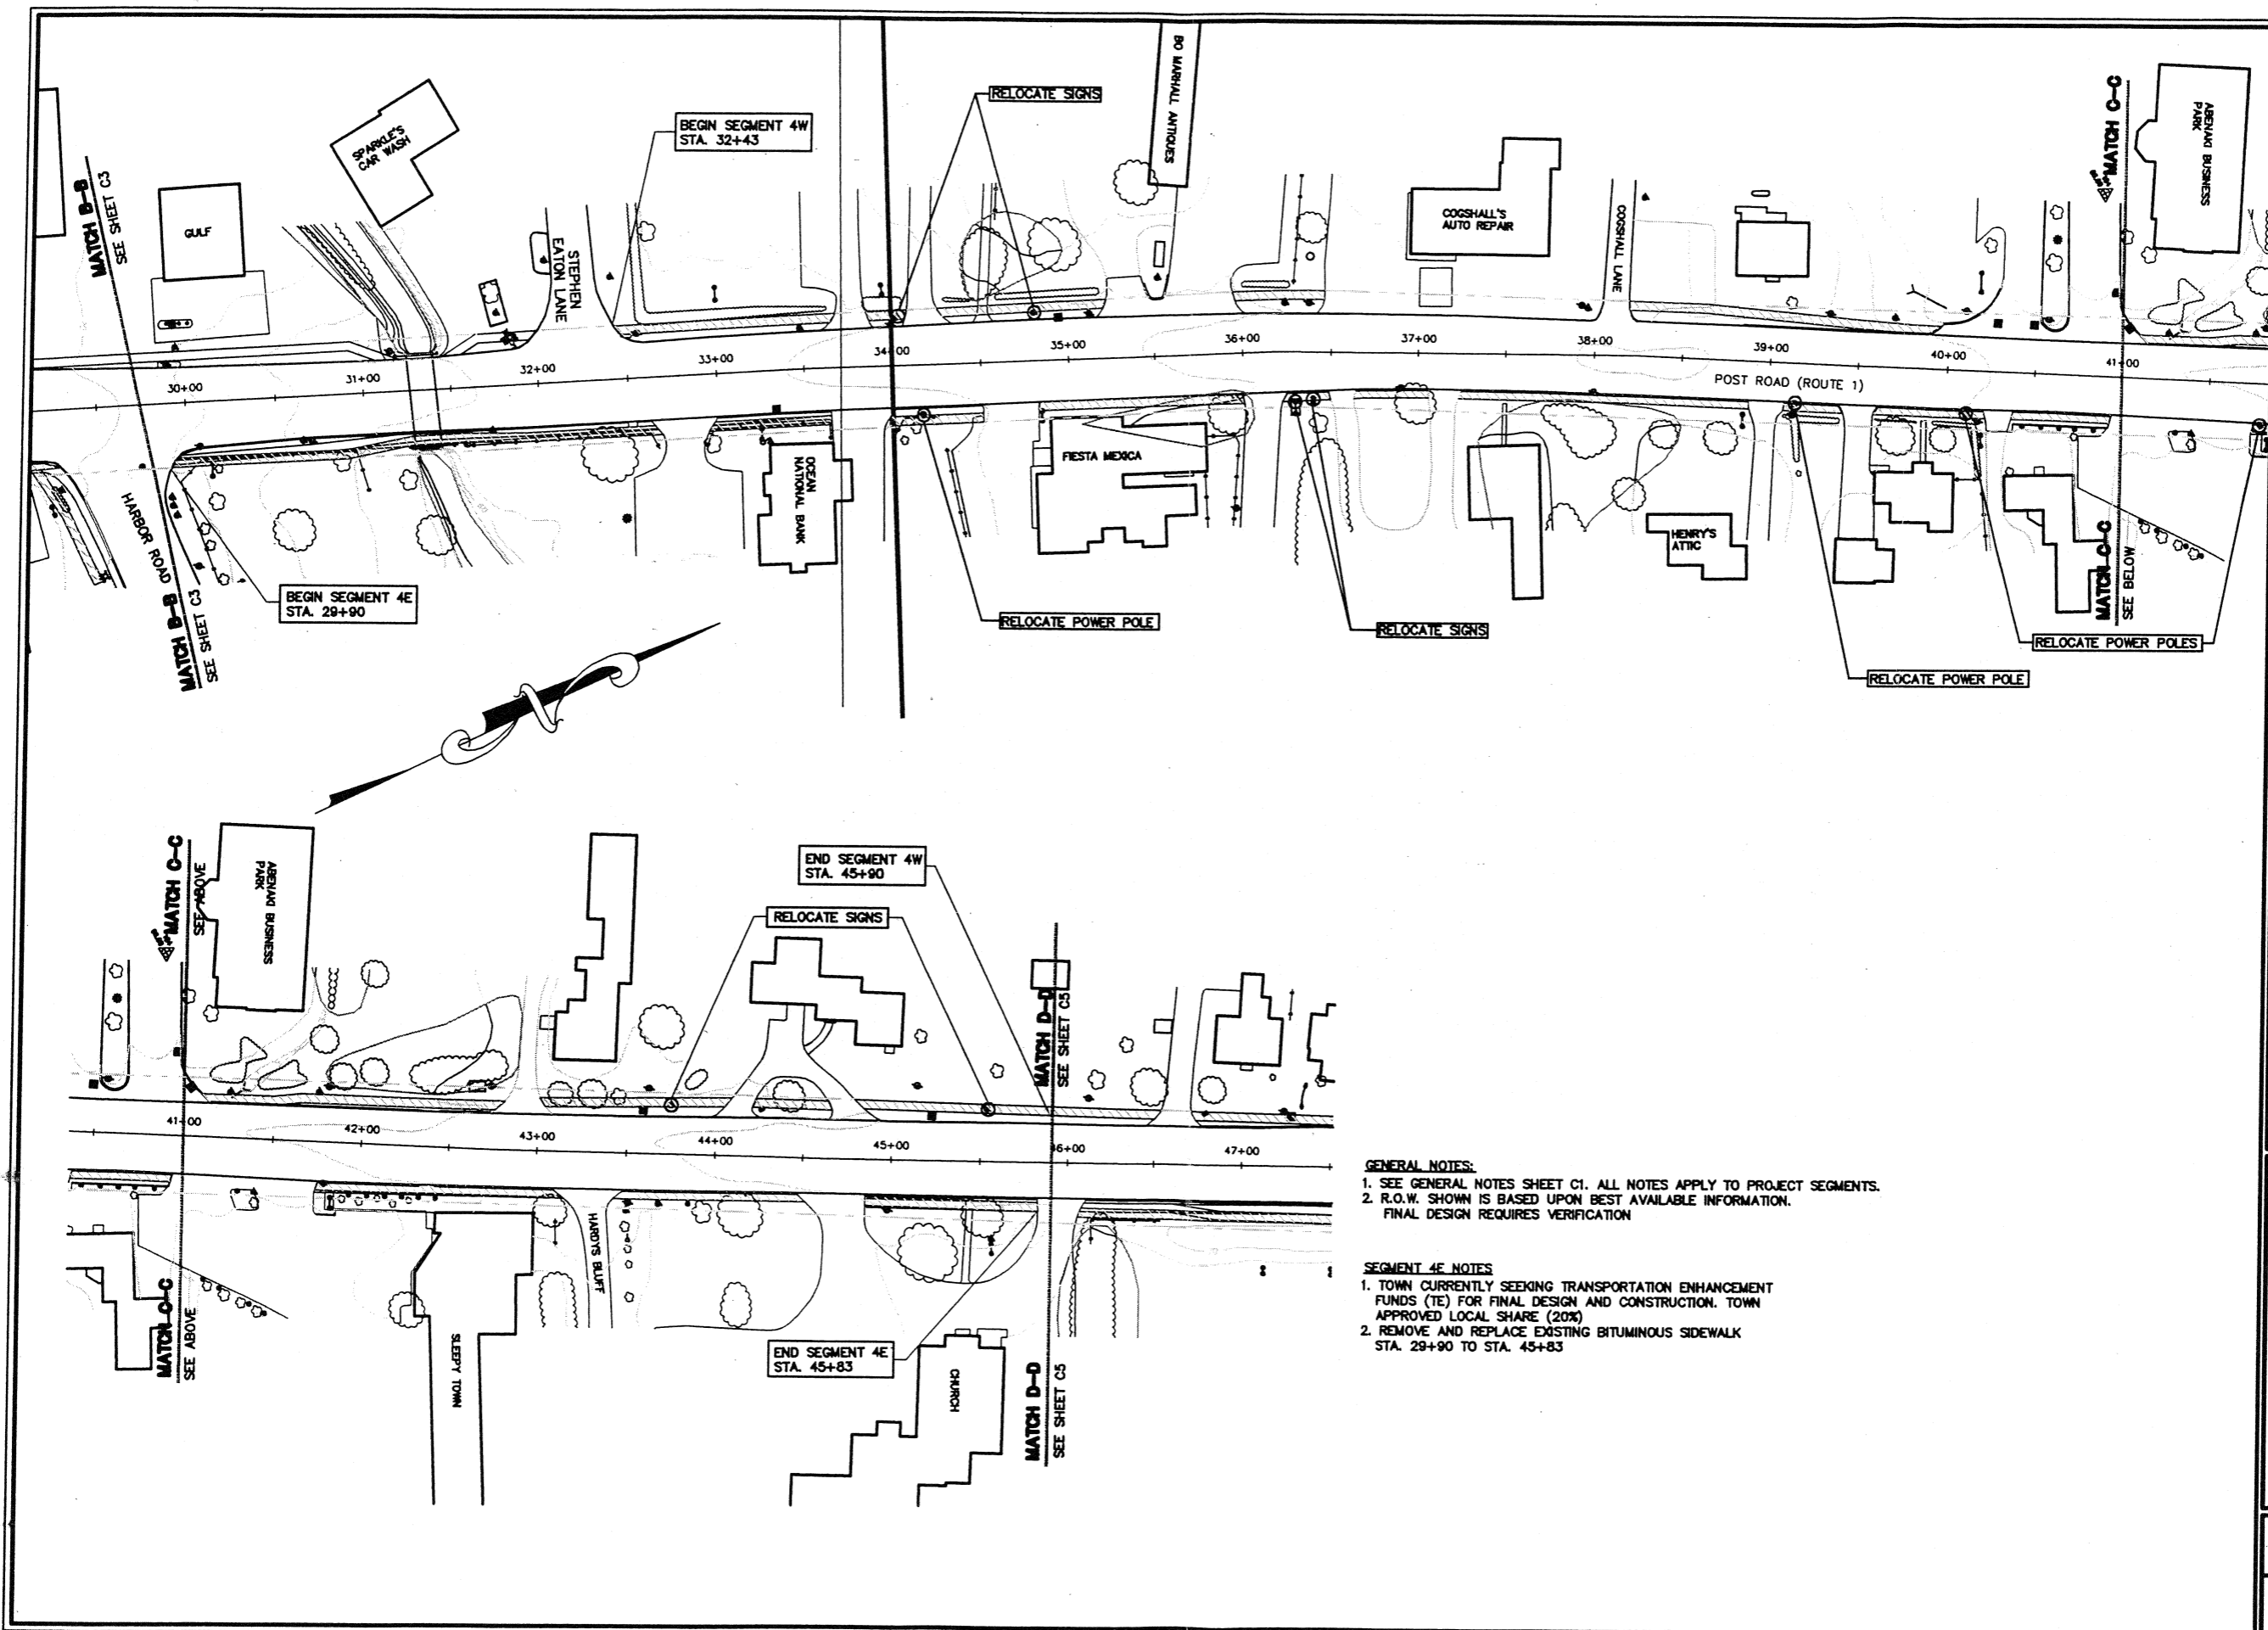 BO MARHALL ANTIQUES
RELOCATE SIGNS
BEGIN SEGMENT 4W
STA. 32+43
MATCH C-C
ABENAKI BUSINESS
PARK
SPARKLE'S
CAR WASH
MATCH B-B
SEE SHEET C3
GULF
STEPHEN
EATON LANE
COGSHALL'S
AUTO REPAIR
COGSHALL LANE
30+00
31+00
32+00
33+00
34+00
35+00
36+00
37+00
38+00
39+00
40+00
41+00
POST ROAD (ROUTE 1)
OCEAN
NATIONAL BANK
FIESTA MEXICA
HENRY'S
ATTIC
HARBOR ROAD
MATCH B-B
SEE SHEET C3
BEGIN SEGMENT 4E
STA. 29+90
RELOCATE POWER POLE
RELOCATE SIGNS
MATCH C-C
SEE BELOW
RELOCATE POWER POLES
RELOCATE POWER POLE
MATCH C-C
SEE ABOVE
ABENAKI BUSINESS
PARK
END SEGMENT 4W
STA. 45+90
RELOCATE SIGNS
MATCH D-D
SEE SHEET C5
41+00
42+00
43+00
44+00
45+00
46+00
47+00
HARDYS BLUFF
MATCH C-C
SEE ABOVE
SLEEPY TOWN
END SEGMENT 4E
STA. 45+83
CHURCH
MATCH D-D
SEE SHEET C5
GENERAL NOTES:
1. SEE GENERAL NOTES SHEET C1. ALL NOTES APPLY TO PROJECT SEGMENTS.
2. R.O.W. SHOWN IS BASED UPON BEST AVAILABLE INFORMATION.
FINAL DESIGN REQUIRES VERIFICATION
SEGMENT 4E NOTES
1. TOWN CURRENTLY SEEKING TRANSPORTATION ENHANCEMENT
FUNDS (TE) FOR FINAL DESIGN AND CONSTRUCTION. TOWN
APPROVED LOCAL SHARE (20%)
2. REMOVE AND REPLACE EXISTING BITUMINOUS SIDEWALK
STA. 29+90 TO STA. 45+83